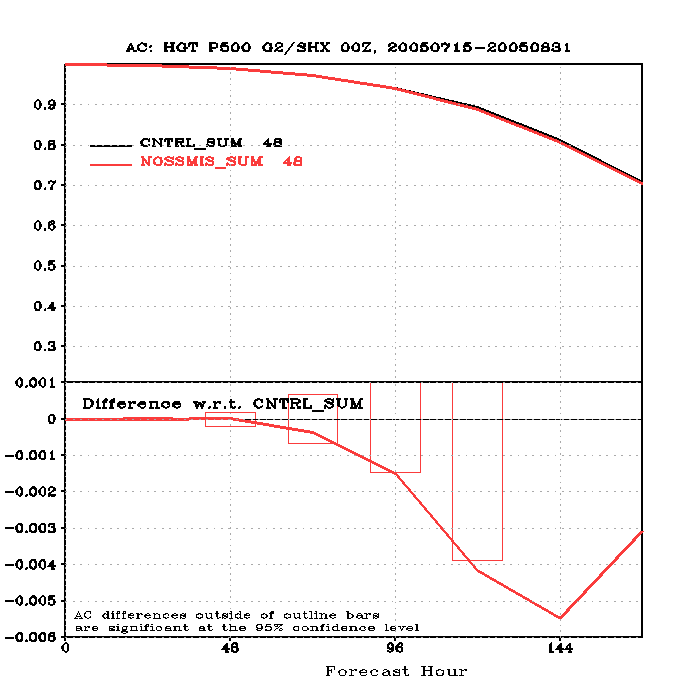 AC: HGT P500 G2/SHX 00Z, 20050715-20050831
0.9
CNTRL_SUM 48
0.8
NOSSMIS_SUM 48
0.7
0.6
0.5
0.4
0.3
0.001
Difference w.r.t. CNTRL_SUM
0
-0.001
-0.002
-0.003
-0.004
-0.005
AC differences outside of outline bars
are significant at the 95% confidence level
-0.006
0 48 96 144
Forecast Hour